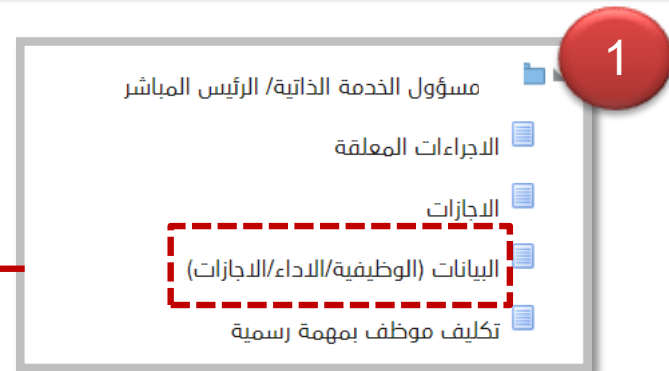 1
مسؤول الخدمة الذاتية/ الرئيس المباشر
الاجراءات المعلقة
الاجازات
البيانات (الوظيفية/الاداء/الاجازات)
تكليف موظف بمهمة رسمية